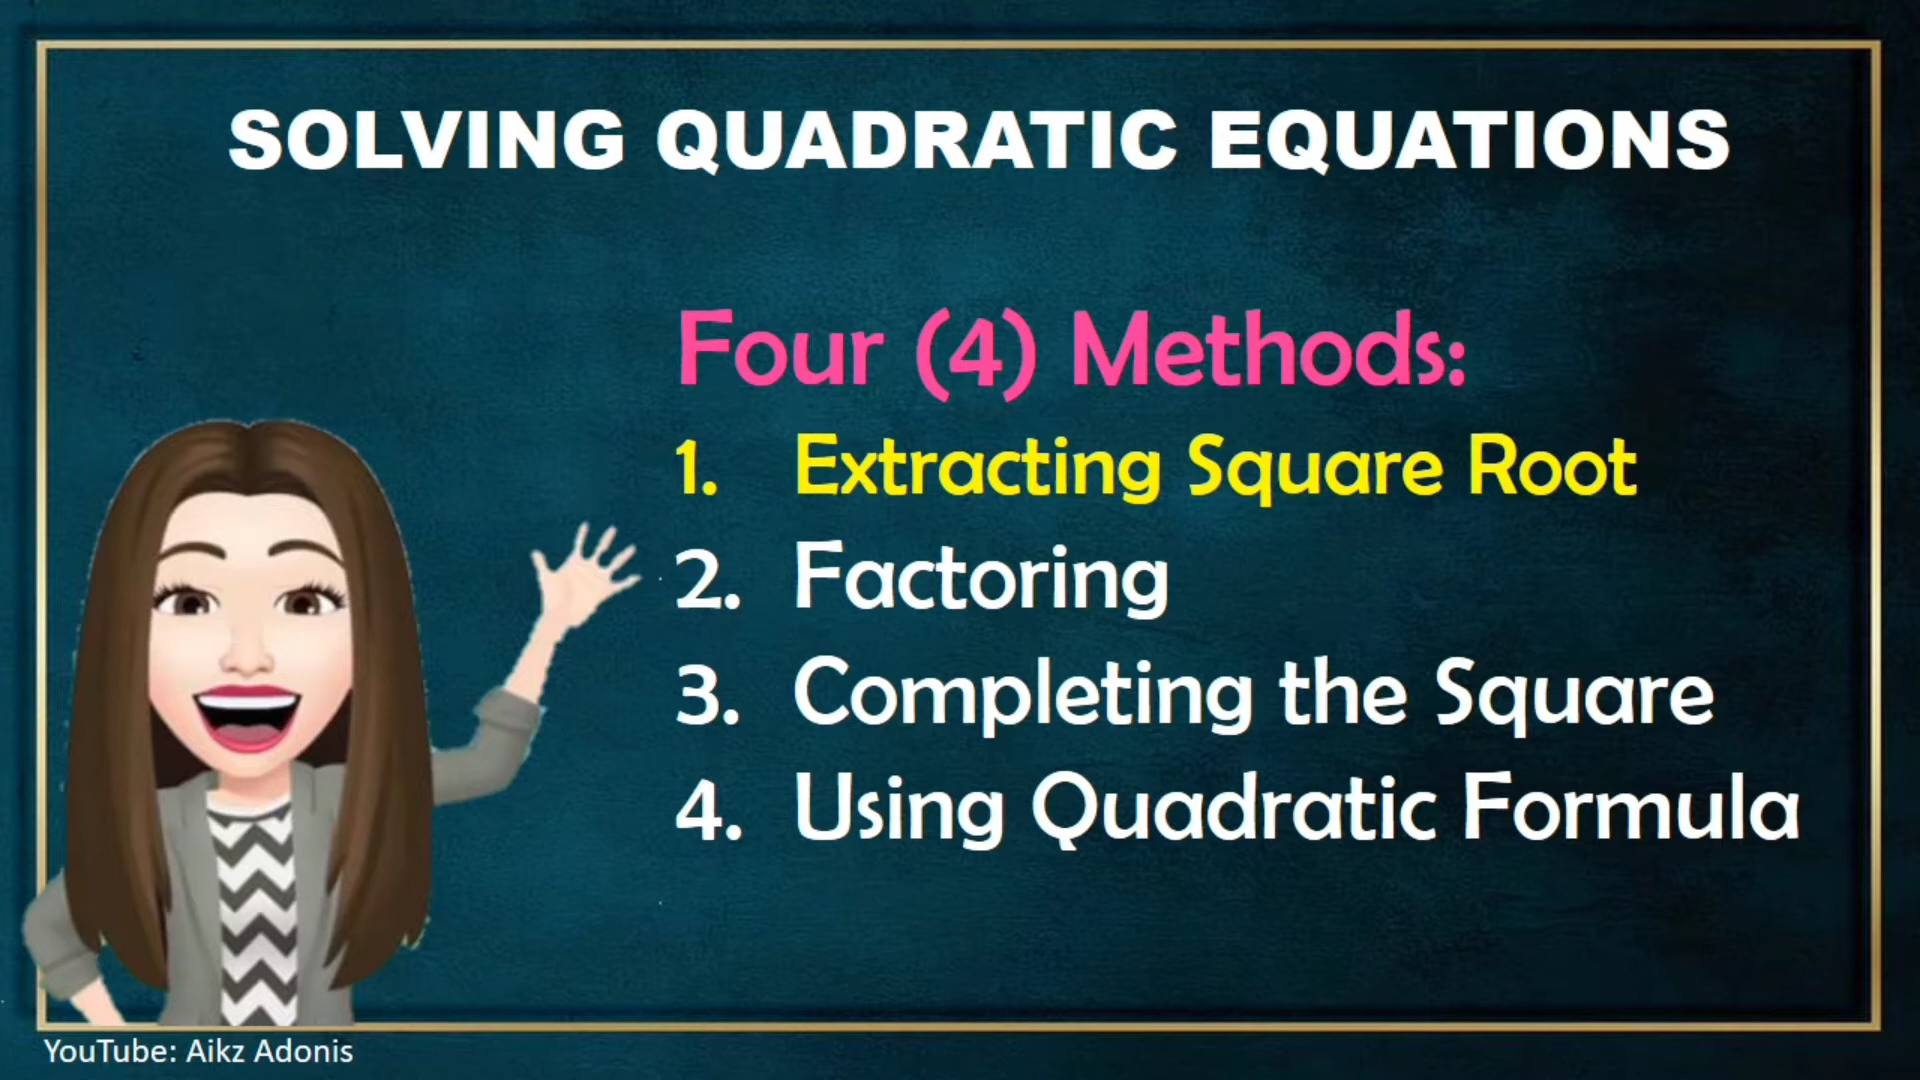 SOLVING QUADRATIC EQUATIONS
Four (4) Methods:
1. Extracting Square Root
2. Factoring
3. Completing the Square
4. Using Quadratic Formula
YouTube: Aikz Adonis